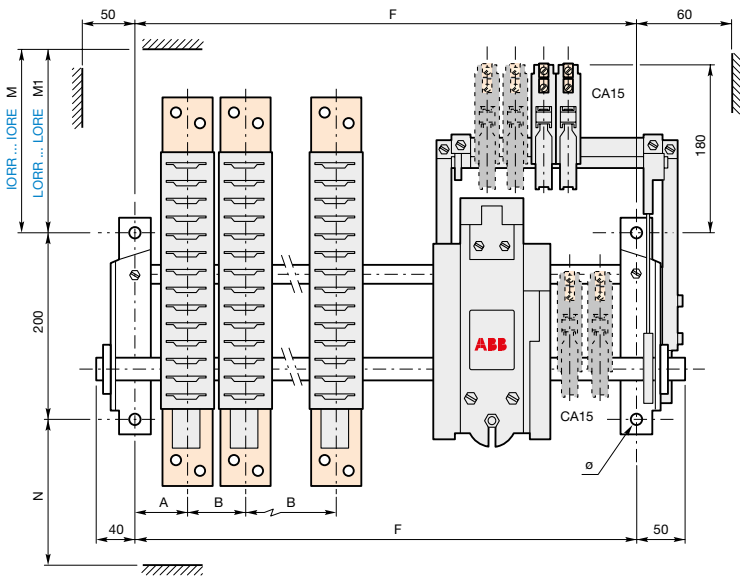 50
F
60
IORR ... IORE M
LORR ... LORE M1
CA15
180
200
ABB
CA15
N
A
B
B
ø
40
F
50